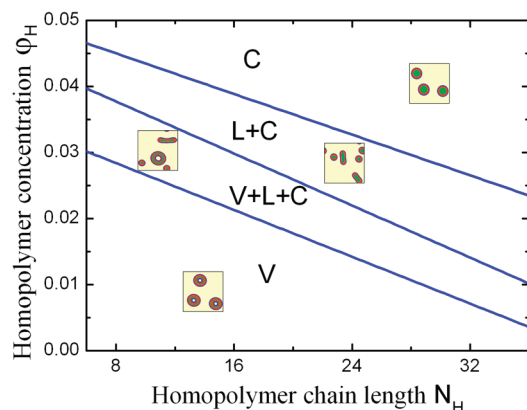 Homopolymer concentration φH
0.05
0.04
0.03
0.02
0.01
0.00
C
L+C
V+L+C
V
8
16
24
32
Homopolymer chain length NH